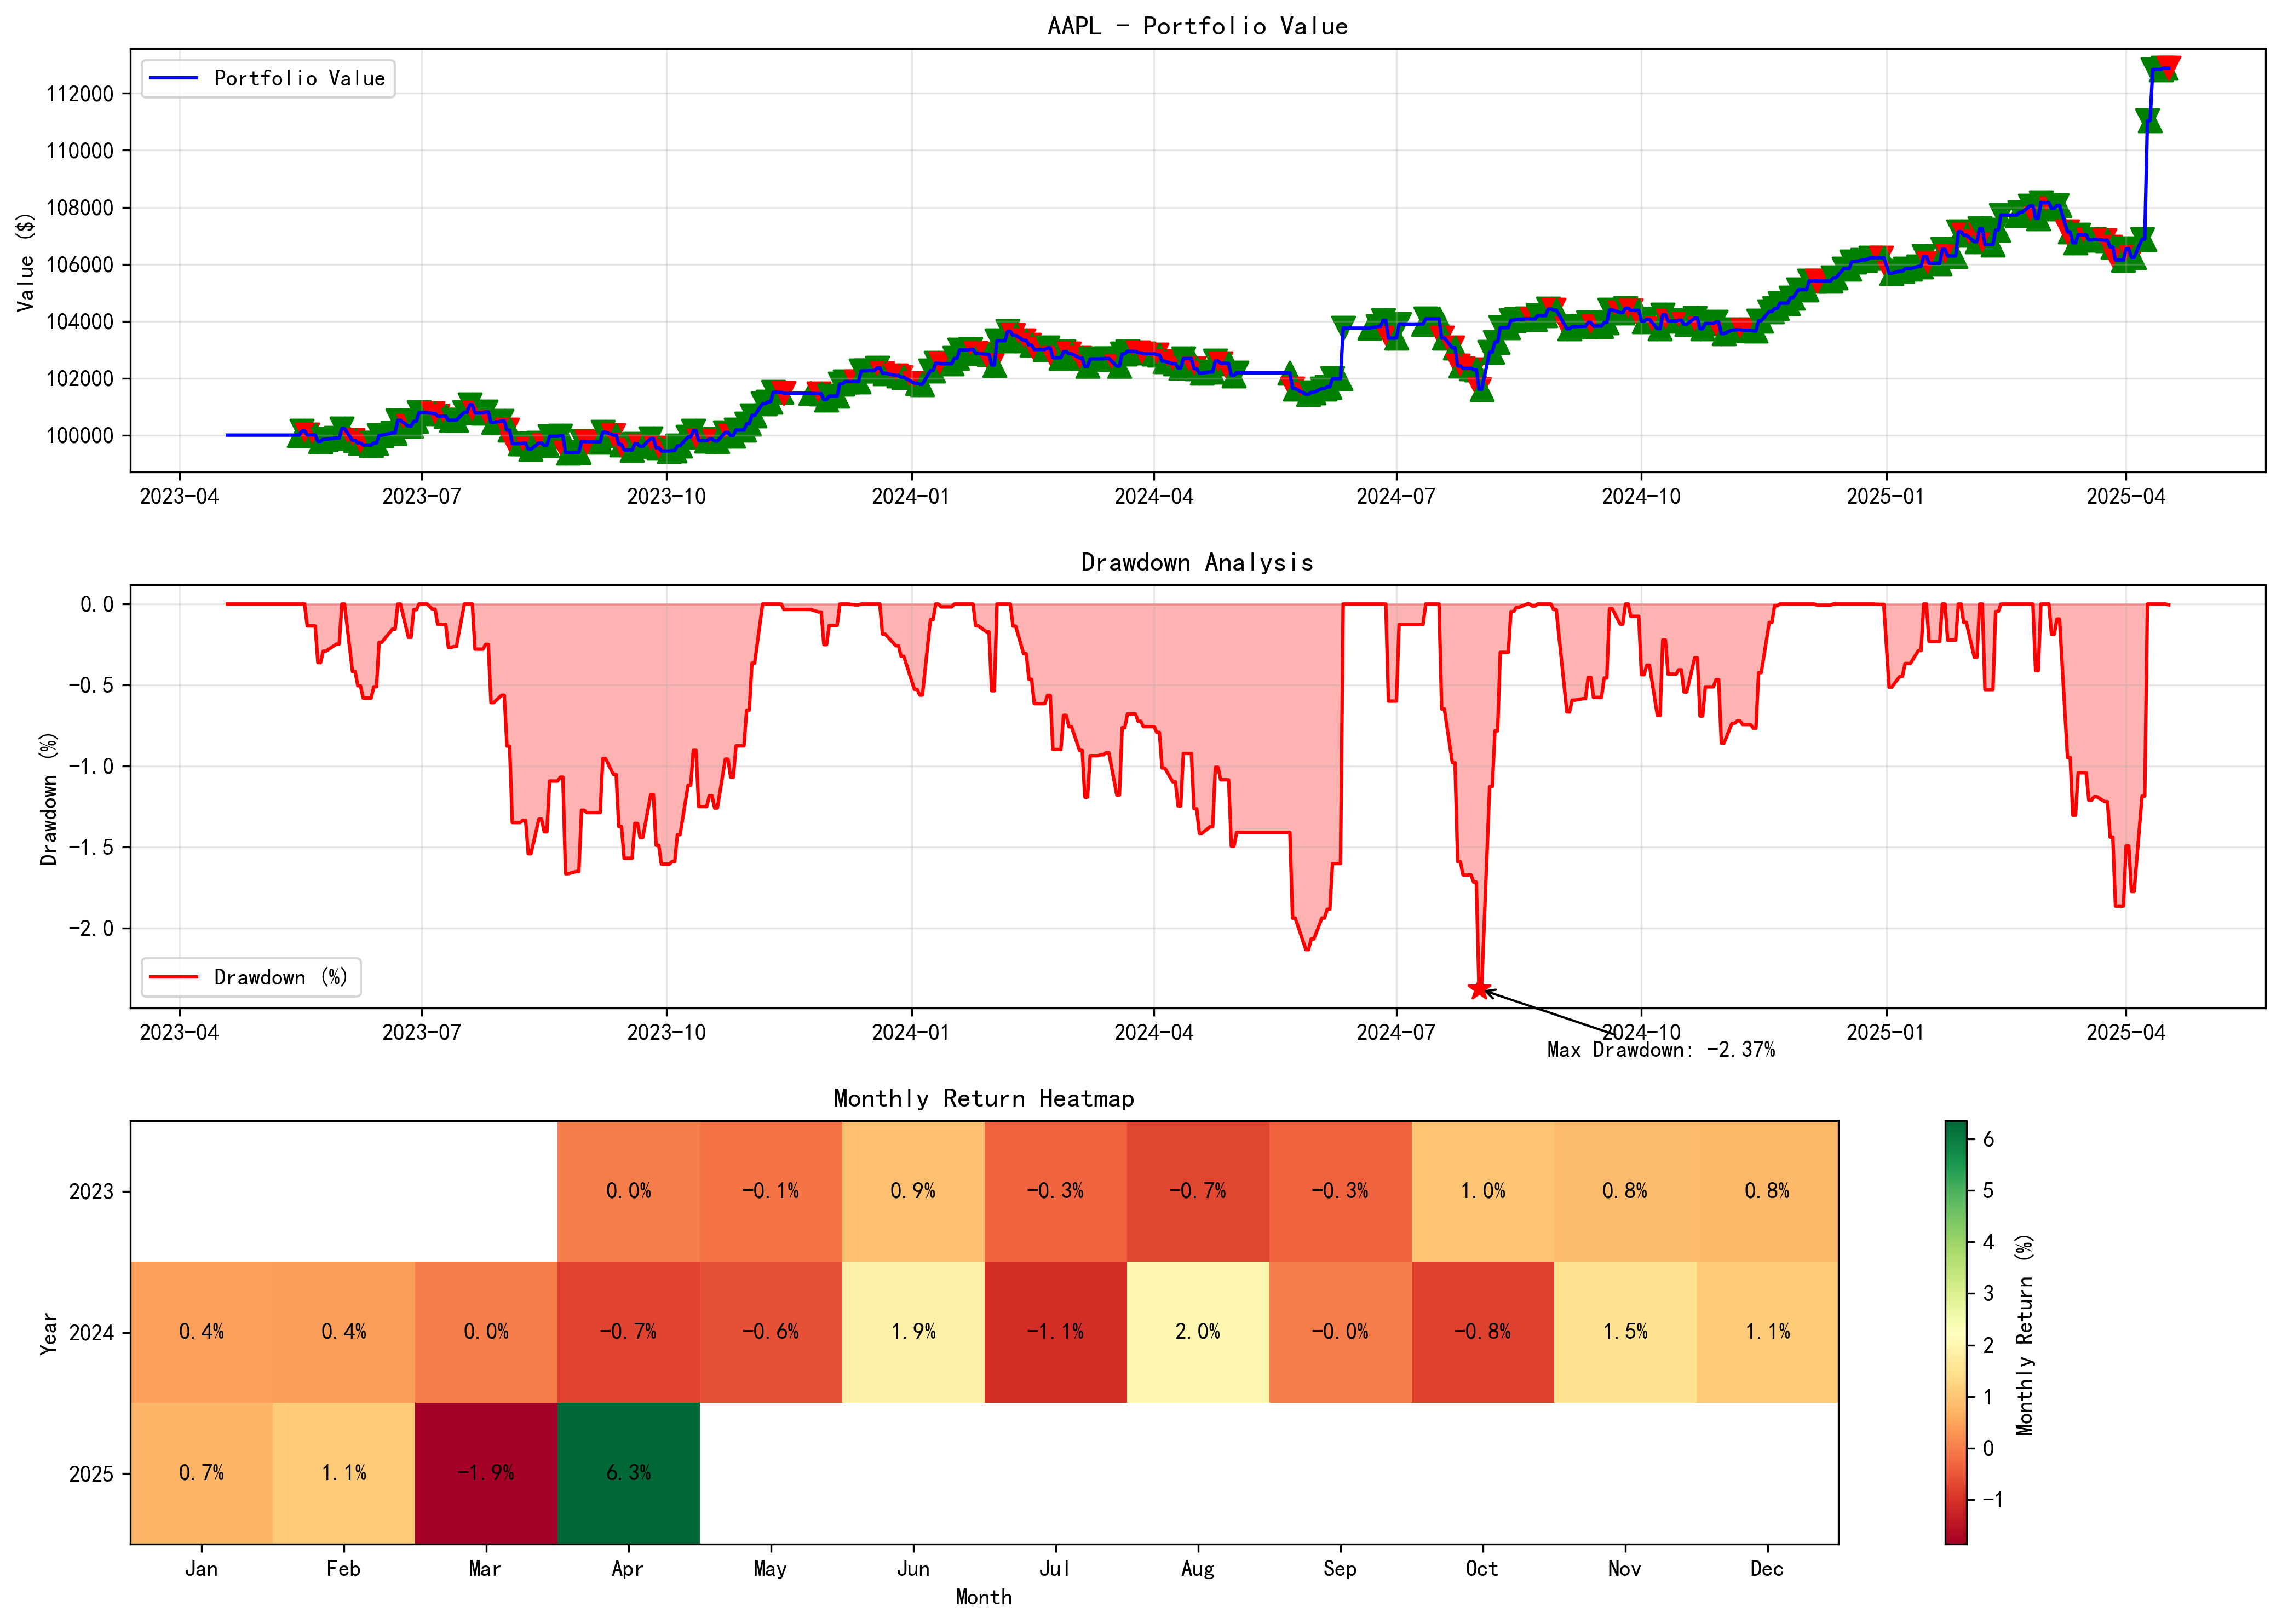 AAPL - Portfolio Value
Portfolio Value
Value ($)
112000
110000
108000
106000
104000
102000
100000
2023-04 2023-07 2023-10 2024-01 2024-04 2024-07 2024-10 2025-01 2025-04
Drawdown Analysis
Drawdown (%)
0.0
-0.5
-1.0
-1.5
-2.0
Drawdown (%)
2023-04 2023-07 2023-10 2024-01 2024-04 2024-07 2024-10 2025-01 2025-04
Max Drawdown: -2.37%
Monthly Return Heatmap
Year
2023 0.0% -0.1% 0.9% -0.3% -0.7% -0.3% 1.0% 0.8% 0.8%
2024 0.4% 0.4% 0.0% -0.7% -0.6% 1.9% -1.1% 2.0% -0.0% -0.8% 1.5% 1.1%
2025 0.7% 1.1% -1.9% 6.3%
Jan Feb Mar Apr May Jun Jul Aug Sep Oct Nov Dec
Month
6
5
4
3
2
1
0
-1
Monthly Return (%)